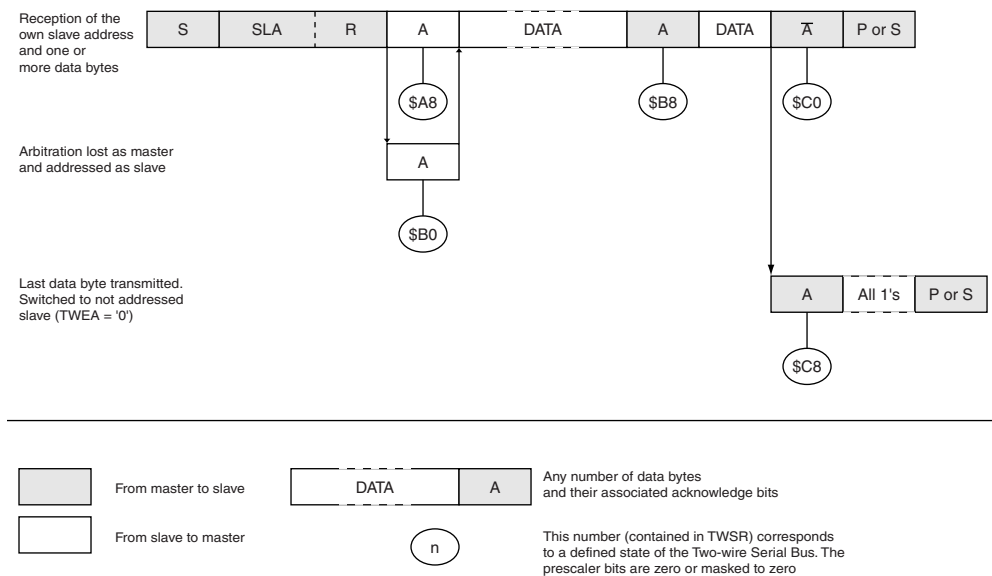 Reception of the
own slave address
and one or
more data bytes
S SLA R A DATA A DATA A̅ P or S
$A8 $B8 $C0
Arbitration lost as master
and addressed as slave
A
$B0
Last data byte transmitted.
Switched to not addressed
slave (TWEA = '0')
A All 1's P or S
$C8
From master to slave
DATA A
Any number of data bytes
and their associated acknowledge bits
From slave to master
n
This number (contained in TWSR) corresponds
to a defined state of the Two-wire Serial Bus. The
prescaler bits are zero or masked to zero